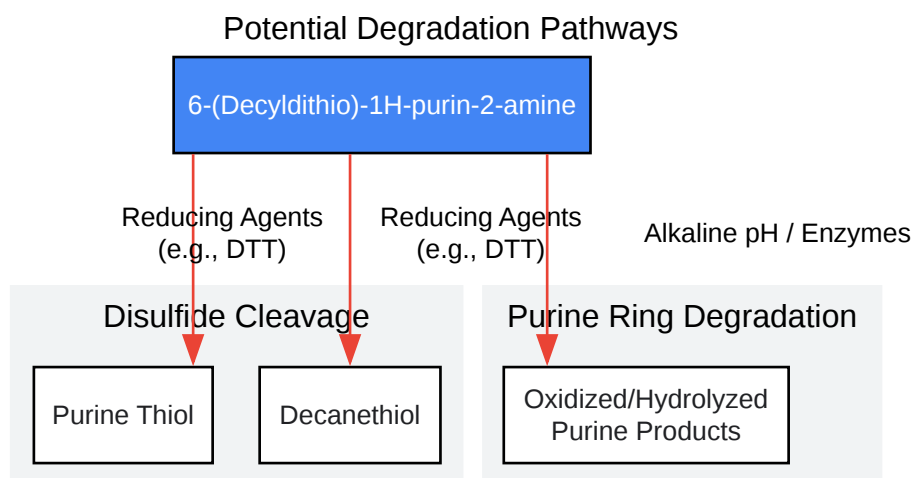 Potential Degradation Pathways
6-(Decyldithio)-1H-purin-2-amine
Reducing Agents
(e.g., DTT)
Reducing Agents
(e.g., DTT)
Alkaline pH / Enzymes
Disulfide Cleavage
Purine Ring Degradation
Purine Thiol
Decanethiol
Oxidized/Hydrolyzed
Purine Products